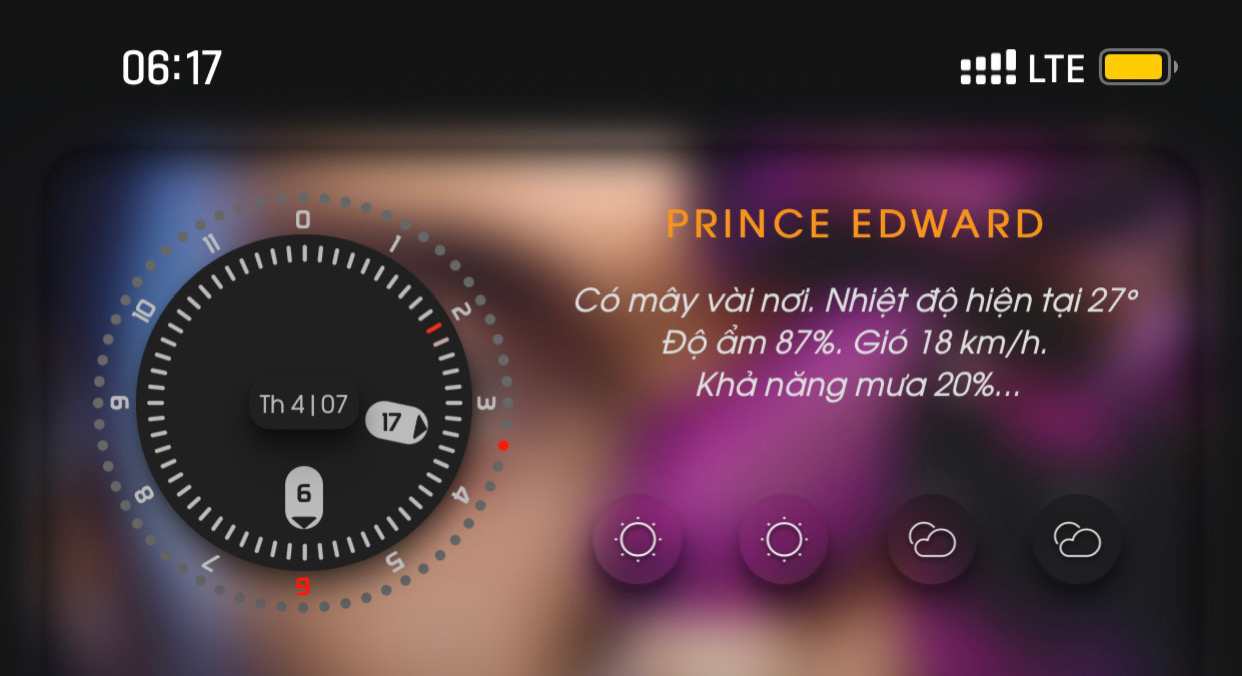 06:17
LTE
0
1
2
3
4
5
6
7
8
9
10
11
Th 4|07
17
6
PRINCE EDWARD
Có mây vài nơi. Nhiệt độ hiện tại 27°
Độ ẩm 87%. Gió 18 km/h.
Khả năng mưa 20%...